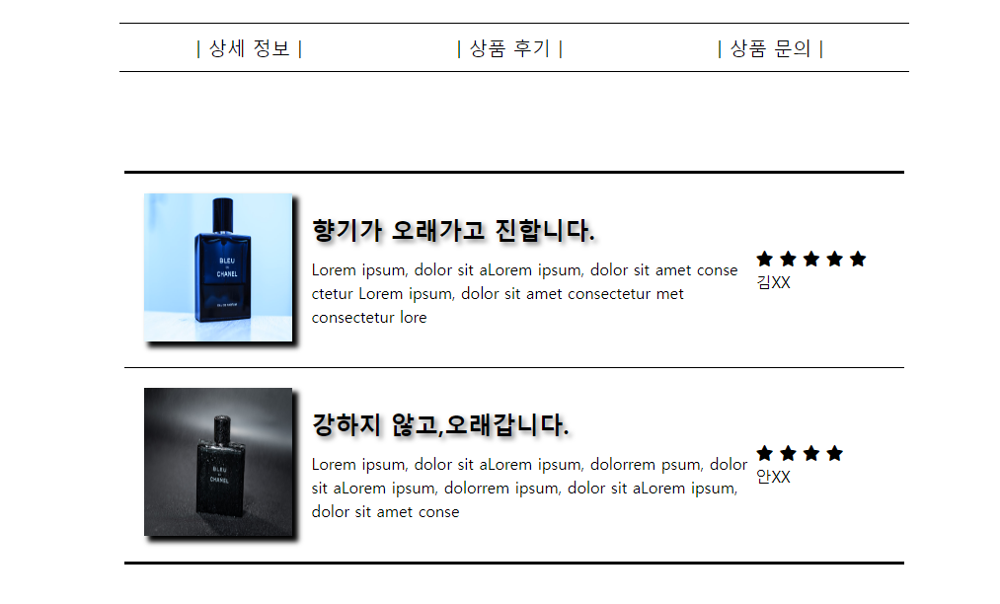 | 상세 정보 |
| 상품 후기 |
| 상품 문의 |
BLEU
DE
CHANEL
향기가 오래가고 진합니다.
Lorem ipsum, dolor sit aLorem ipsum, dolor sit amet conse
ctetur Lorem ipsum, dolor sit amet consectetur met
consectetur lore
★ ★ ★ ★ ★
김XX
BLEU
DE
CHANEL
강하지 않고,오래갑니다.
Lorem ipsum, dolor sit aLorem ipsum, dolorrem psum, dolor
sit aLorem ipsum, dolorrem ipsum, dolor sit aLorem ipsum,
dolor sit amet conse
★ ★ ★ ★
안XX